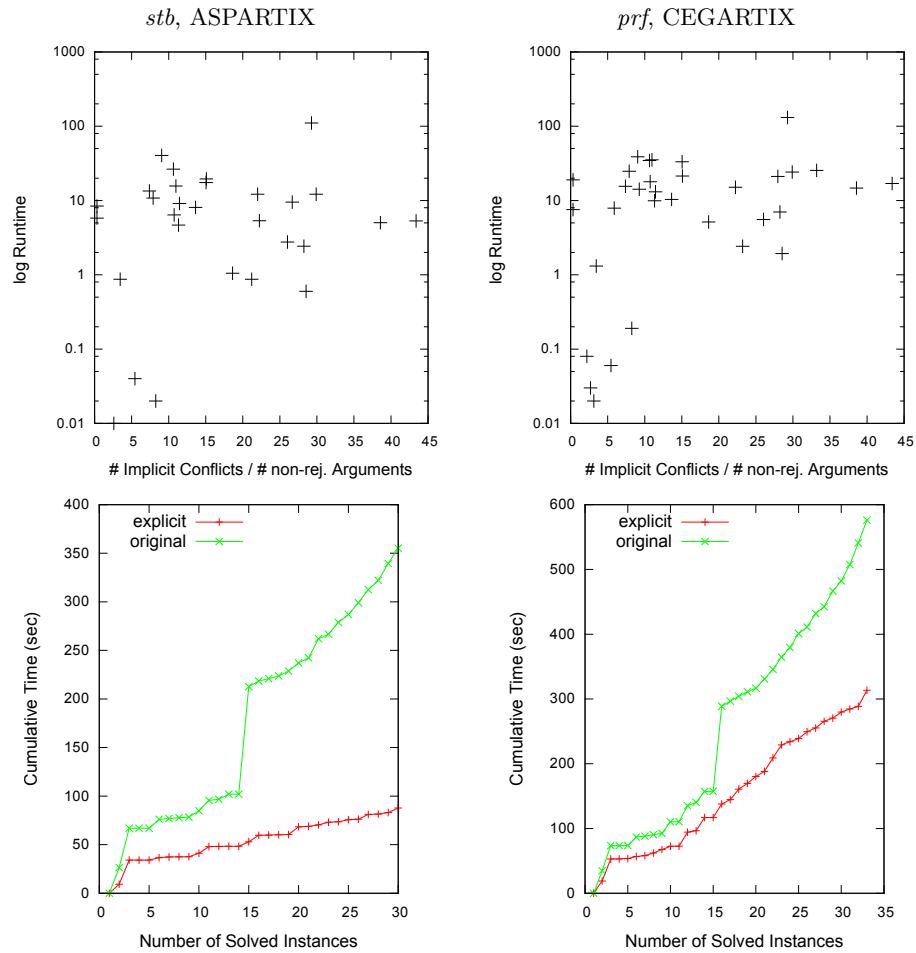 stb, ASPARTIX
1000
100
10
1
0.1
0.01
log Runtime
0 5 10 15 20 25 30 35 40 45
# Implicit Conflicts / # non-rej. Arguments
prf, CEGARTIX
1000
100
10
1
0.1
0.01
log Runtime
0 5 10 15 20 25 30 35 40 45
# Implicit Conflicts / # non-rej. Arguments
400
350
300
250
200
150
100
50
0
Cumulative Time (sec)
explicit
original
0 5 10 15 20 25 30
Number of Solved Instances
600
500
400
300
200
100
0
Cumulative Time (sec)
explicit
original
0 5 10 15 20 25 30 35
Number of Solved Instances